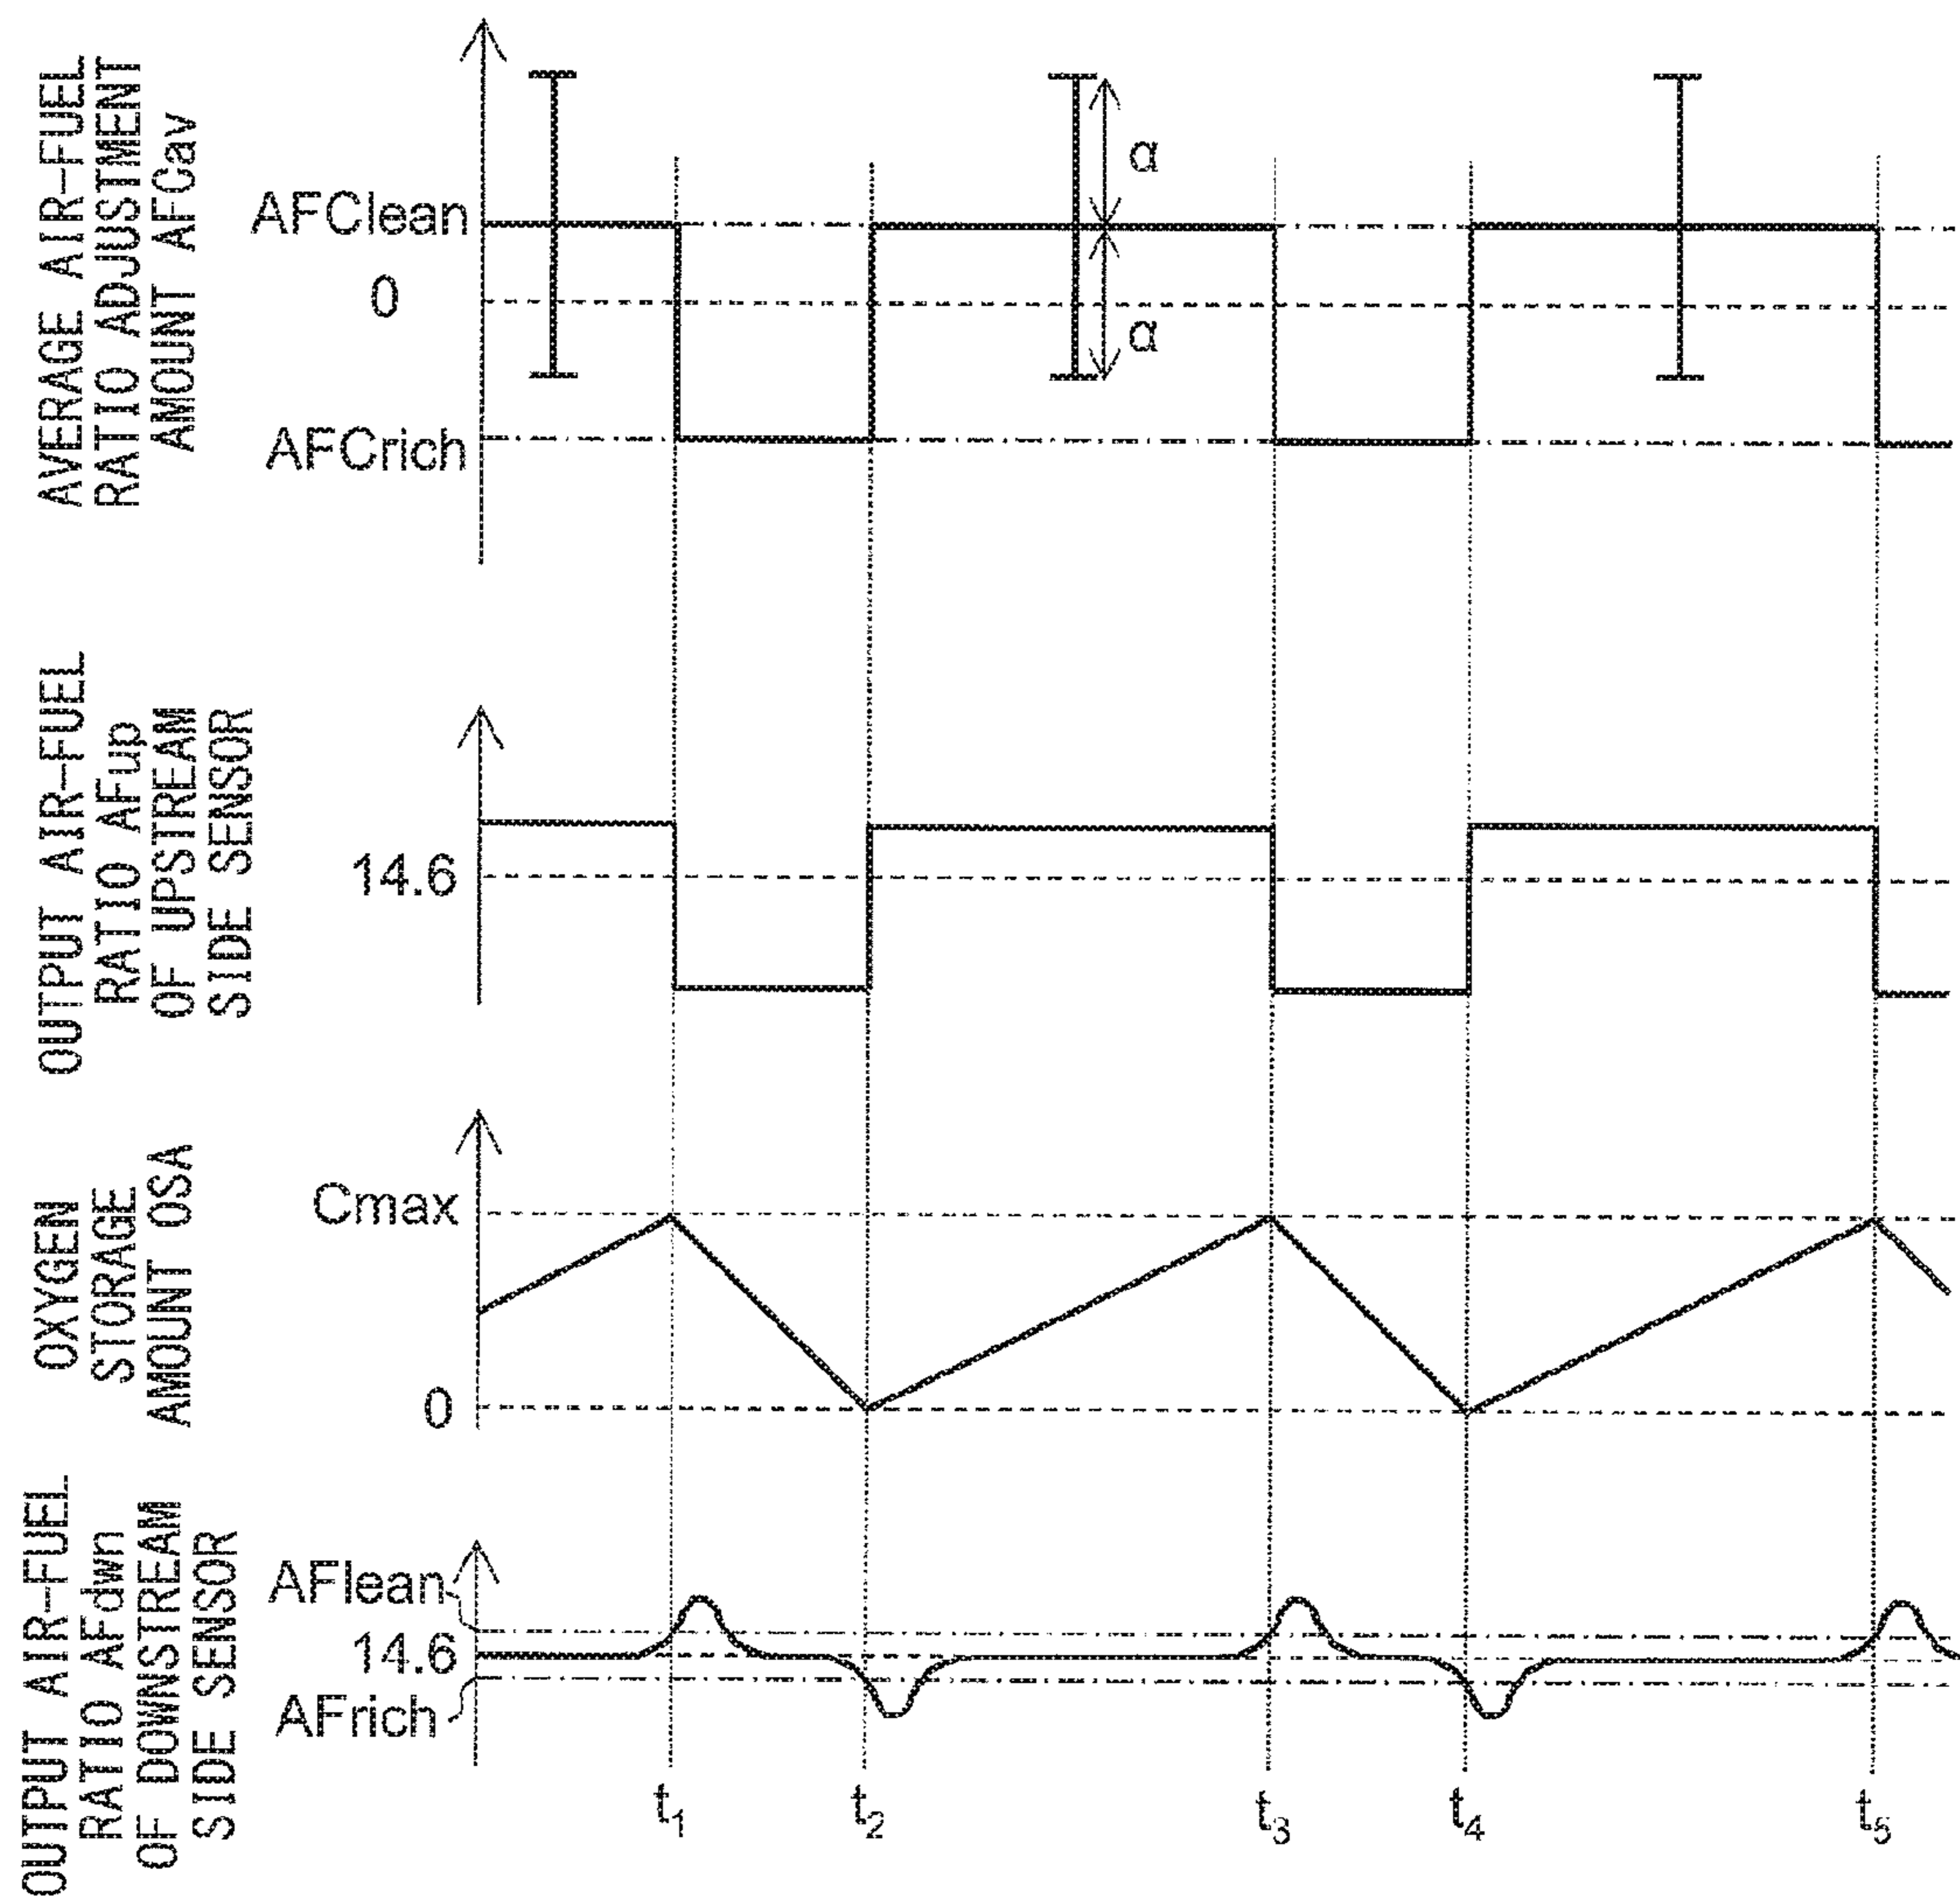 AVERAGE AIR-FUEL
RATIO ADJUSTMENT
AMOUNT AFCav
AFClean
0
AFCrich
α
α
OUTPUT AIR-FUEL
RATIO AFup
OF UPSTREAM
SIDE SENSOR
14.6
OXYGEN
STORAGE
AMOUNT OSA
Cmax
0
OUTPUT AIR-FUEL
RATIO AFdwn
OF DOWNSTREAM
SIDE SENSOR
AFlean
14.6
AFrich
t1 t2 t3 t4 t5